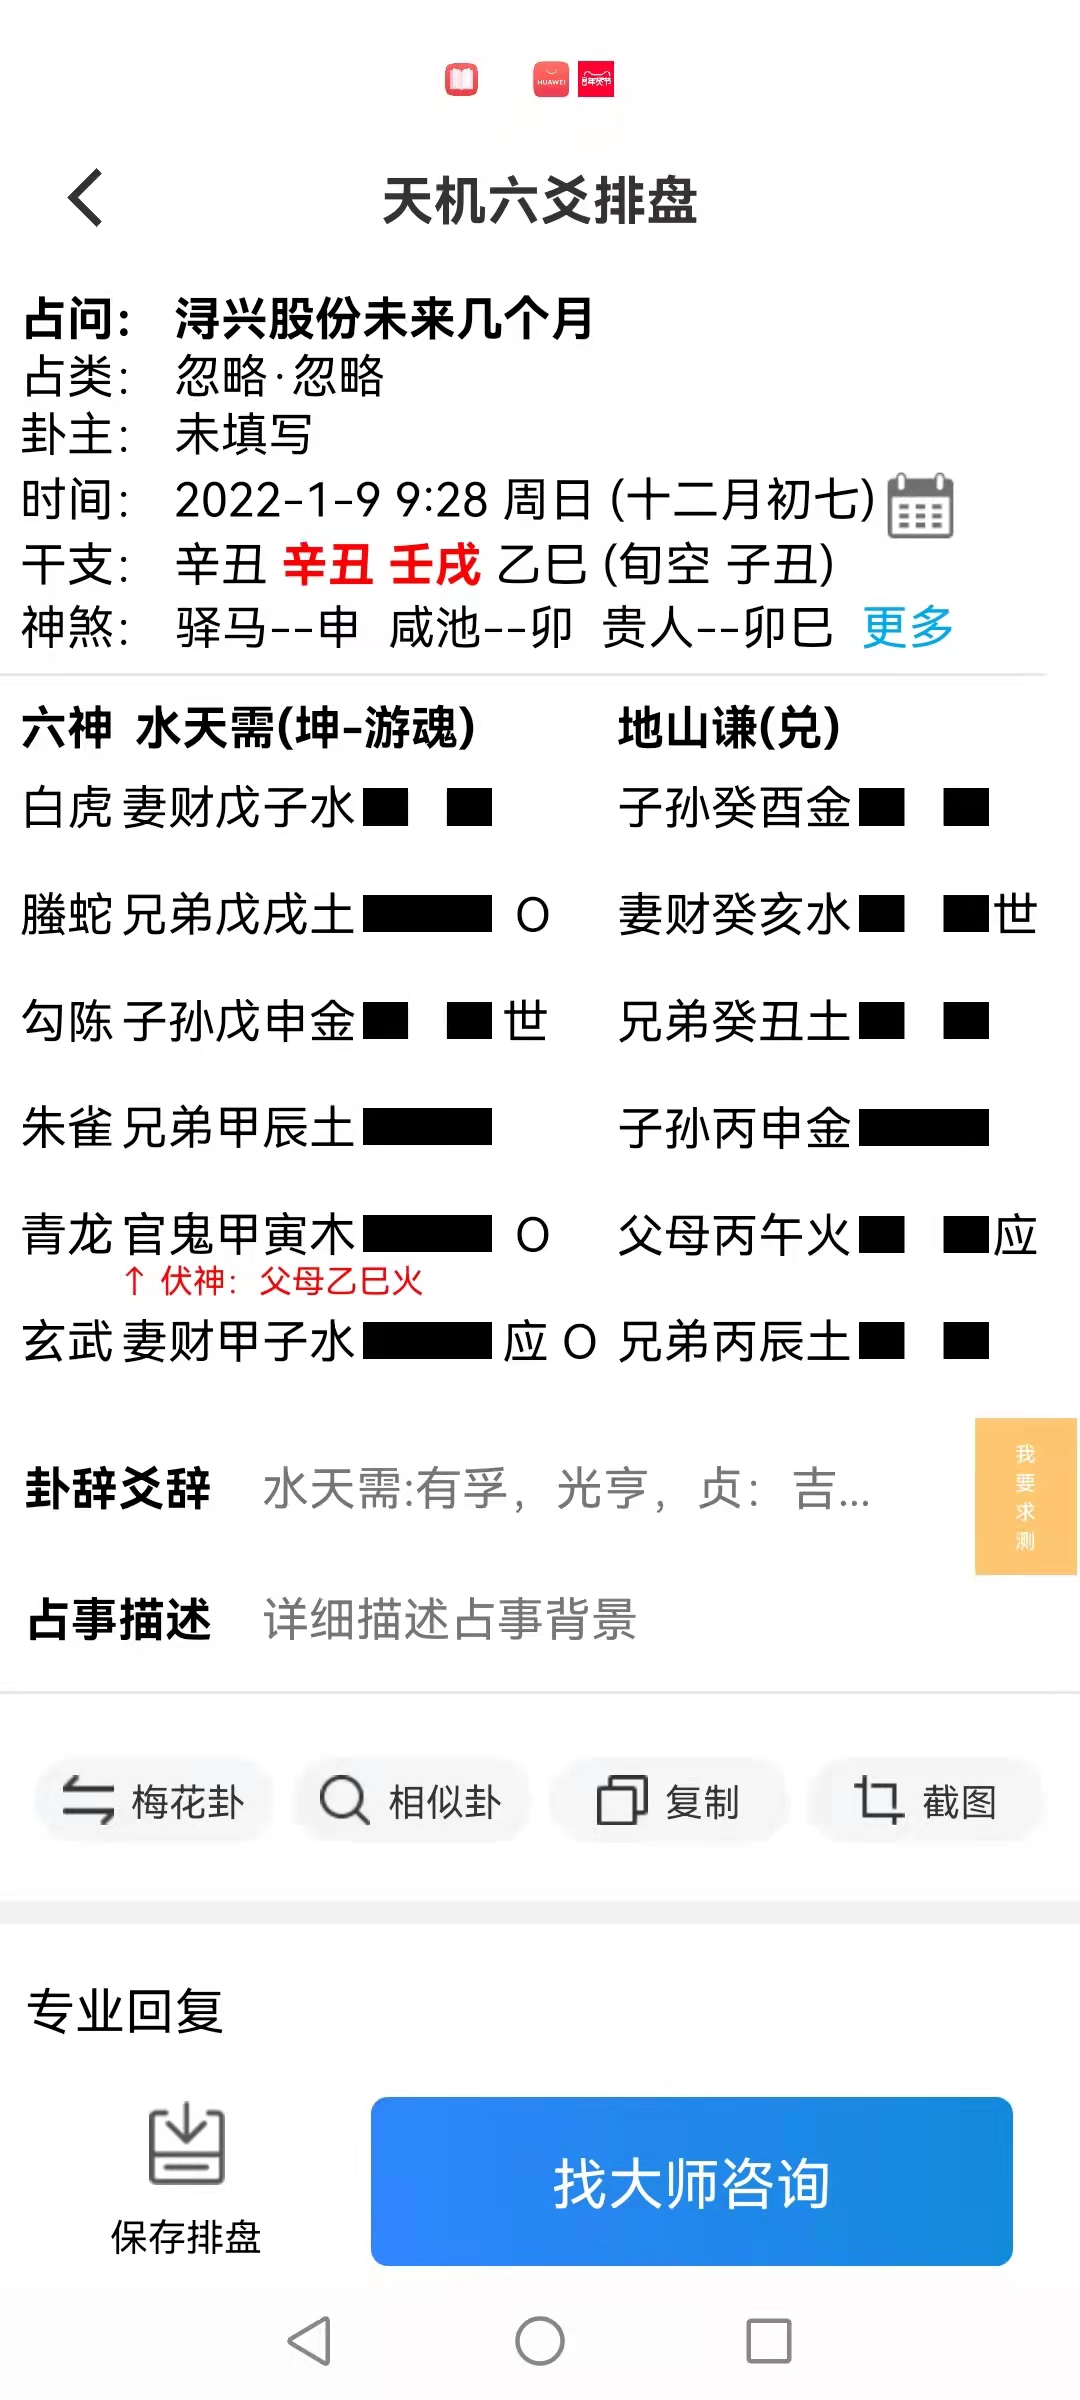 HUAWEI
天机六爻排盘
占问： 浔兴股份未来几个月
占类： 忽略·忽略
卦主： 未填写
时间： 2022-1-9 9:28 周日 (十二月初七)
干支： 辛丑 辛丑 壬戌 乙巳 (旬空 子丑)
神煞： 驿马--申 咸池--卯 贵人--卯巳 更多
六神 水天需(坤-游魂) 地山谦(兑)
白虎 妻财戊子水 子孙癸酉金
螣蛇 兄弟戊戌土 O 妻财癸亥水 世
勾陈 子孙戊申金 世 兄弟癸丑土
朱雀 兄弟甲辰土 子孙丙申金
青龙 官鬼甲寅木 O 父母丙午火 应
↑ 伏神：父母乙巳火
玄武 妻财甲子水 应 O 兄弟丙辰土
我要求测
卦辞爻辞 水天需:有孚，光亨，贞：吉...
占事描述 详细描述占事背景
梅花卦 相似卦 复制 截图
专业回复
保存排盘 找大师咨询